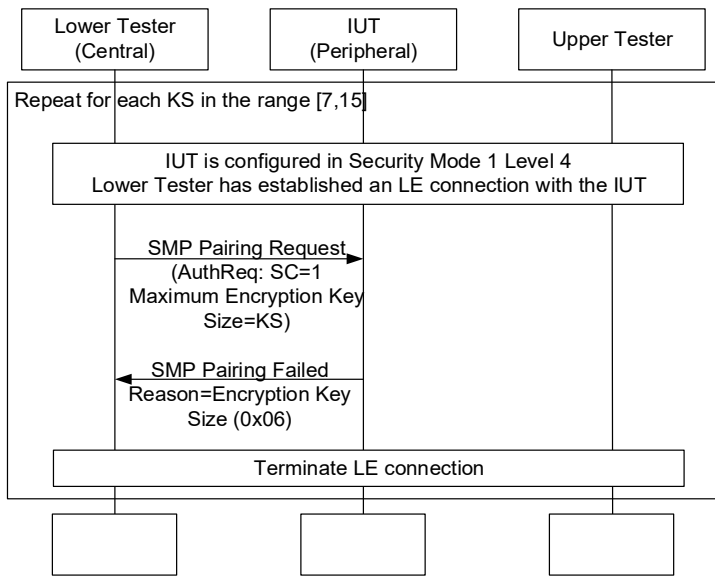 Lower Tester
(Central)
IUT
(Peripheral)
Upper Tester
Repeat for each KS in the range [7,15]
IUT is configured in Security Mode 1 Level 4
Lower Tester has established an LE connection with the IUT
SMP Pairing Request
(AuthReq: SC=1
Maximum Encryption Key
Size=KS)
SMP Pairing Failed
Reason=Encryption Key
Size (0x06)
Terminate LE connection